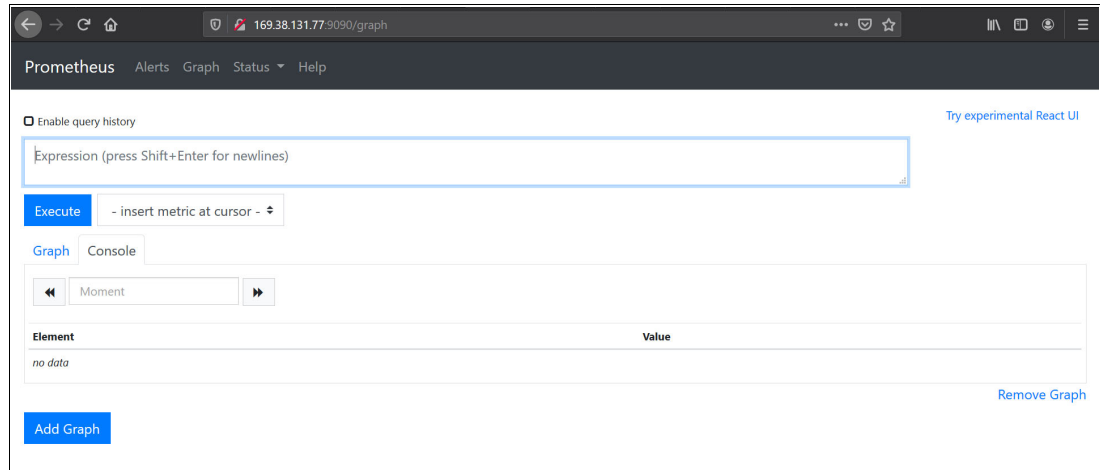 169.38.131.77:9090/graph
Prometheus Alerts Graph Status Help
Enable query history
Try experimental React UI
Expression (press Shift+Enter for newlines)
Execute
- insert metric at cursor -
Graph Console
Moment
Element Value
no data
Remove Graph
Add Graph